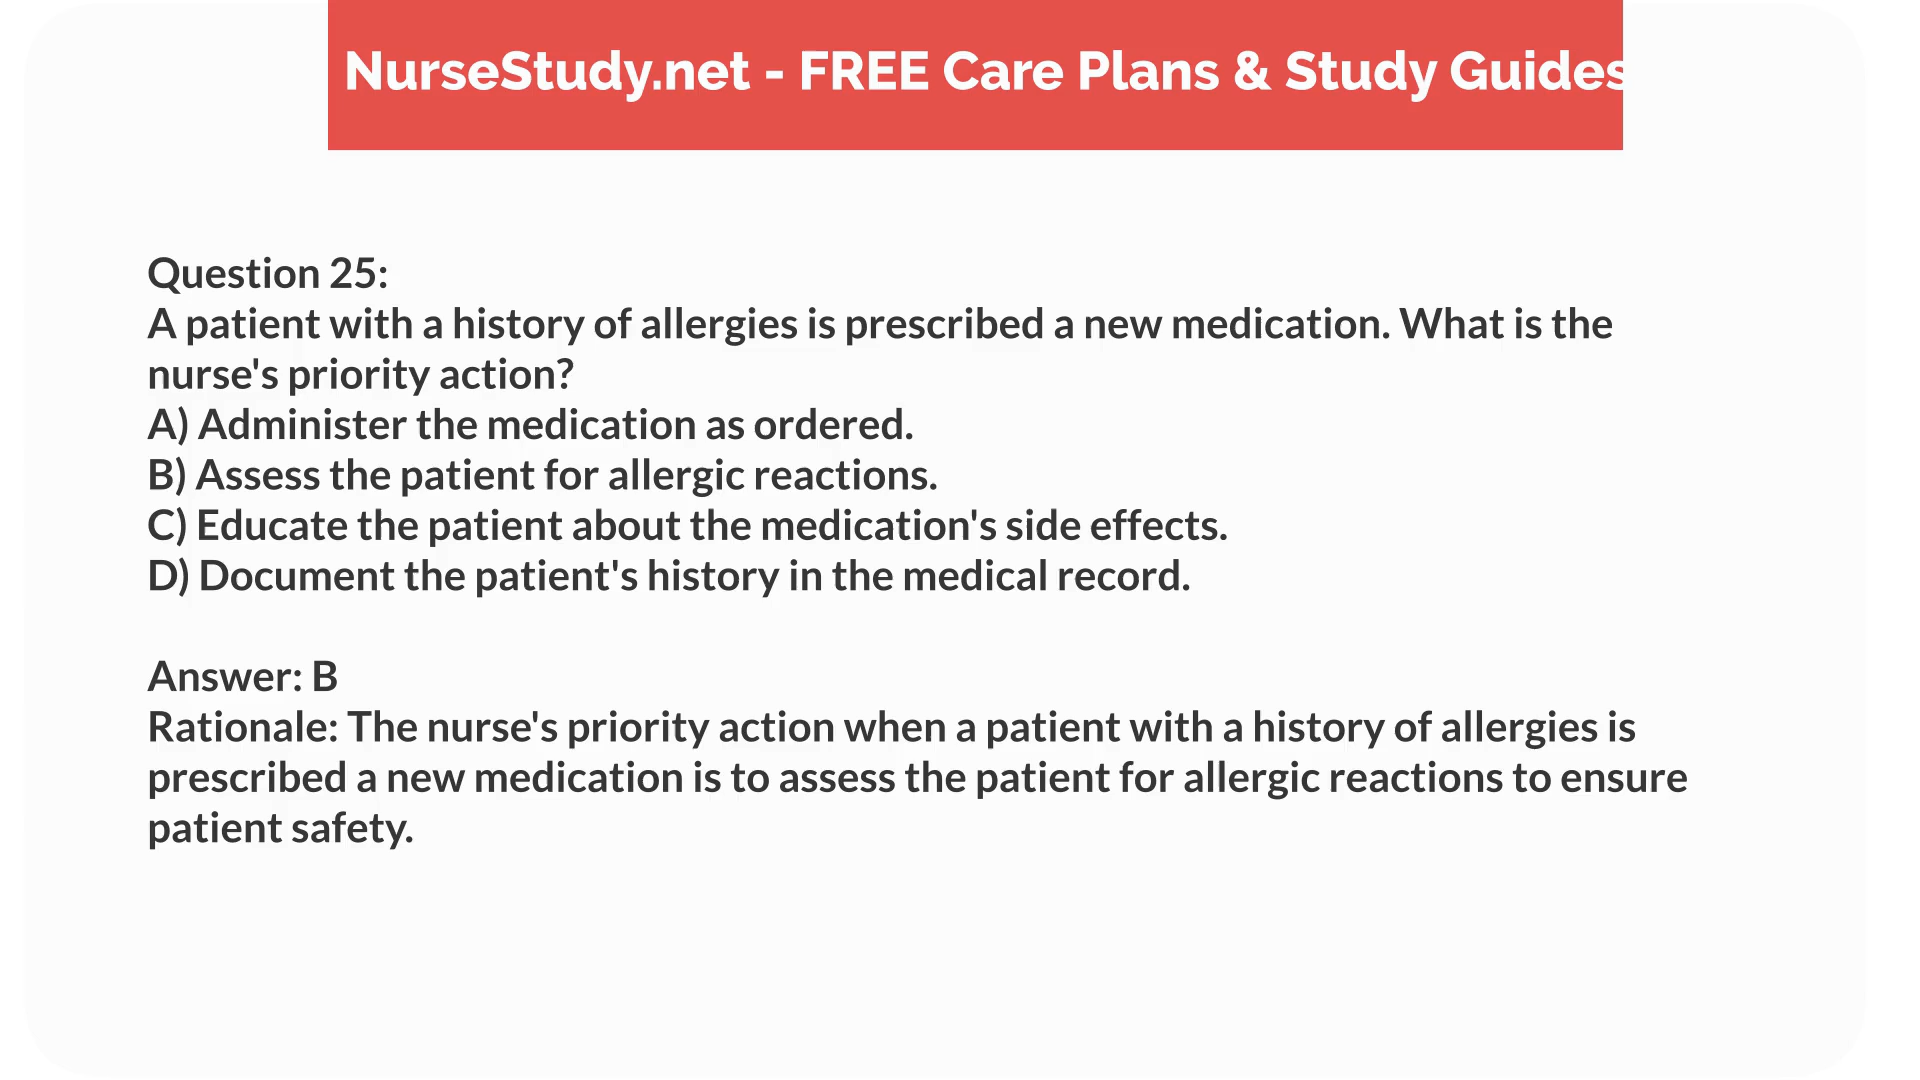 NurseStudy.net - FREE Care Plans & Study Guides
Question 25:
A patient with a history of allergies is prescribed a new medication. What is the
nurse's priority action?
A) Administer the medication as ordered.
B) Assess the patient for allergic reactions.
C) Educate the patient about the medication's side effects.
D) Document the patient's history in the medical record.
Answer: B
Rationale: The nurse's priority action when a patient with a history of allergies is
prescribed a new medication is to assess the patient for allergic reactions to ensure
patient safety.